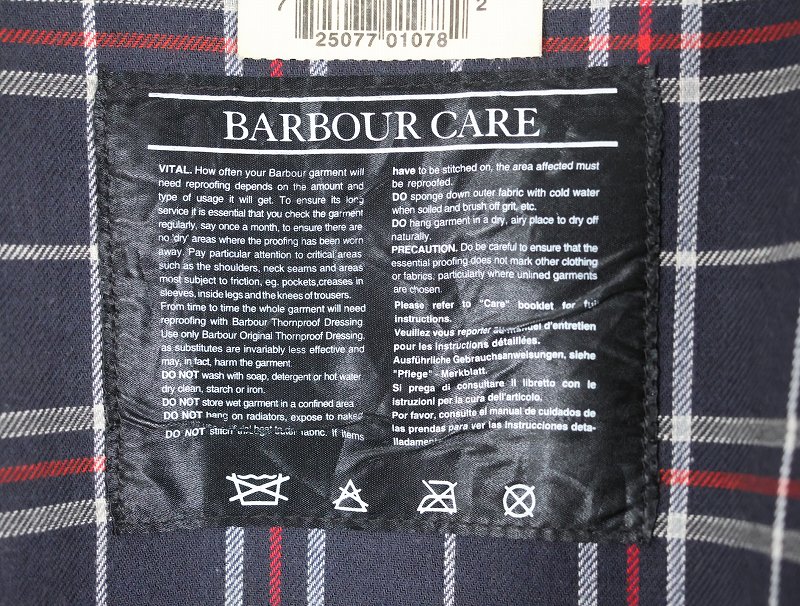 7 2
25077 01078
BARBOUR CARE
VITAL. How often your Barbour garment will
need reproofing depends on the amount and
type of usage it will get. To ensure its long
service it is essential that you check the garment
regularly, say once a month, to ensure there are
no 'dry' areas where the proofing has been worn
away. Pay particular attention to critical areas
such as the shoulders, neck seams and areas
most subject to friction, eg. pockets,creases in
sleeves, inside legs and the knees of trousers.
From time to time the whole garment will need
reproofing with Barbour Thornproof Dressing.
Use only Barbour Original Thornproof Dressing,
as substitutes are invariably less effective and
may, in fact, harm the garment.
DO NOT wash with soap, detergent or hot water
dry clean, starch or iron.
DO NOT store wet garment in a confined area
DO NOT hang on radiators, expose to naked
DO NOT stitch through outer fabric. If items
have to be stitched on, the area affected must
be reproofed.
DO sponge down outer fabric with cold water
when soiled and brush off grit, etc.
DO hang garment in a dry, airy place to dry off
naturally.
PRECAUTION. Do be careful to ensure that the
essential proofing does not mark other clothing
or fabrics, particularly where unlined garments
are chosen.
Please refer to "Care" booklet for
instructions.
Veuillez vous reporter au manuel d'entretien
pour les instructions détaillées.
Ausführliche Gebrauchsanweisungen, siehe
"Pflege" - Merkblatt.
Si prega di consultare il libretto con le
istruzioni per la cura dell'articolo.
Por favor, consulte el manual de cuidados de
las prendas para ver las instrucciones deta-
lladamente